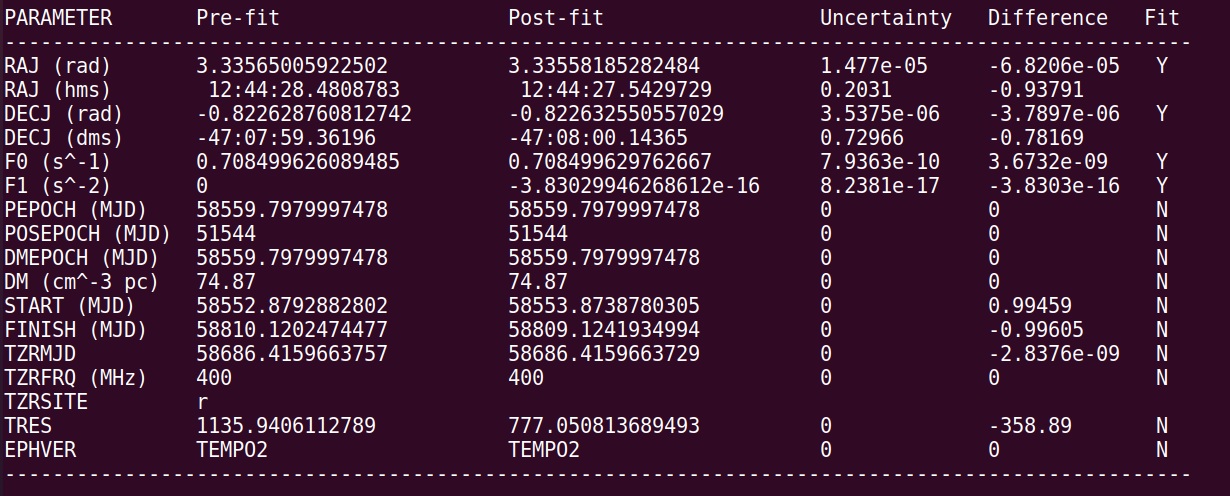 PARAMETER Pre-fit Post-fit Uncertainty Difference Fit
---------------------------------------------------------------------------------------------------
RAJ (rad) 3.33565005922502 3.33558185282484 1.477e-05 -6.8206e-05 Y
RAJ (hms) 12:44:28.4808783 12:44:27.5429729 0.2031 -0.93791
DECJ (rad) -0.822628760812742 -0.822632550557029 3.5375e-06 -3.7897e-06 Y
DECJ (dms) -47:07:59.36196 -47:08:00.14365 0.72966 -0.78169
F0 (s^-1) 0.708499626089485 0.708499629762667 7.9363e-10 3.6732e-09 Y
F1 (s^-2) 0 -3.83029946268612e-16 8.2381e-17 -3.8303e-16 Y
PEPOCH (MJD) 58559.7979997478 58559.7979997478 0 0 N
POSEPOCH (MJD) 51544 51544 0 0 N
DMEPOCH (MJD) 58559.7979997478 58559.7979997478 0 0 N
DM (cm^-3 pc) 74.87 74.87 0 0 N
START (MJD) 58552.8792882802 58553.8738780305 0 0.99459 N
FINISH (MJD) 58810.1202474477 58809.1241934994 0 -0.99605 N
TZRMJD 58686.4159663757 58686.4159663729 0 -2.8376e-09 N
TZRFRQ (MHz) 400 400 0 0 N
TZRSITE r
TRES 1135.9406112789 777.050813689493 0 -358.89 N
EPHVER TEMPO2 TEMPO2 0 0 N
---------------------------------------------------------------------------------------------------